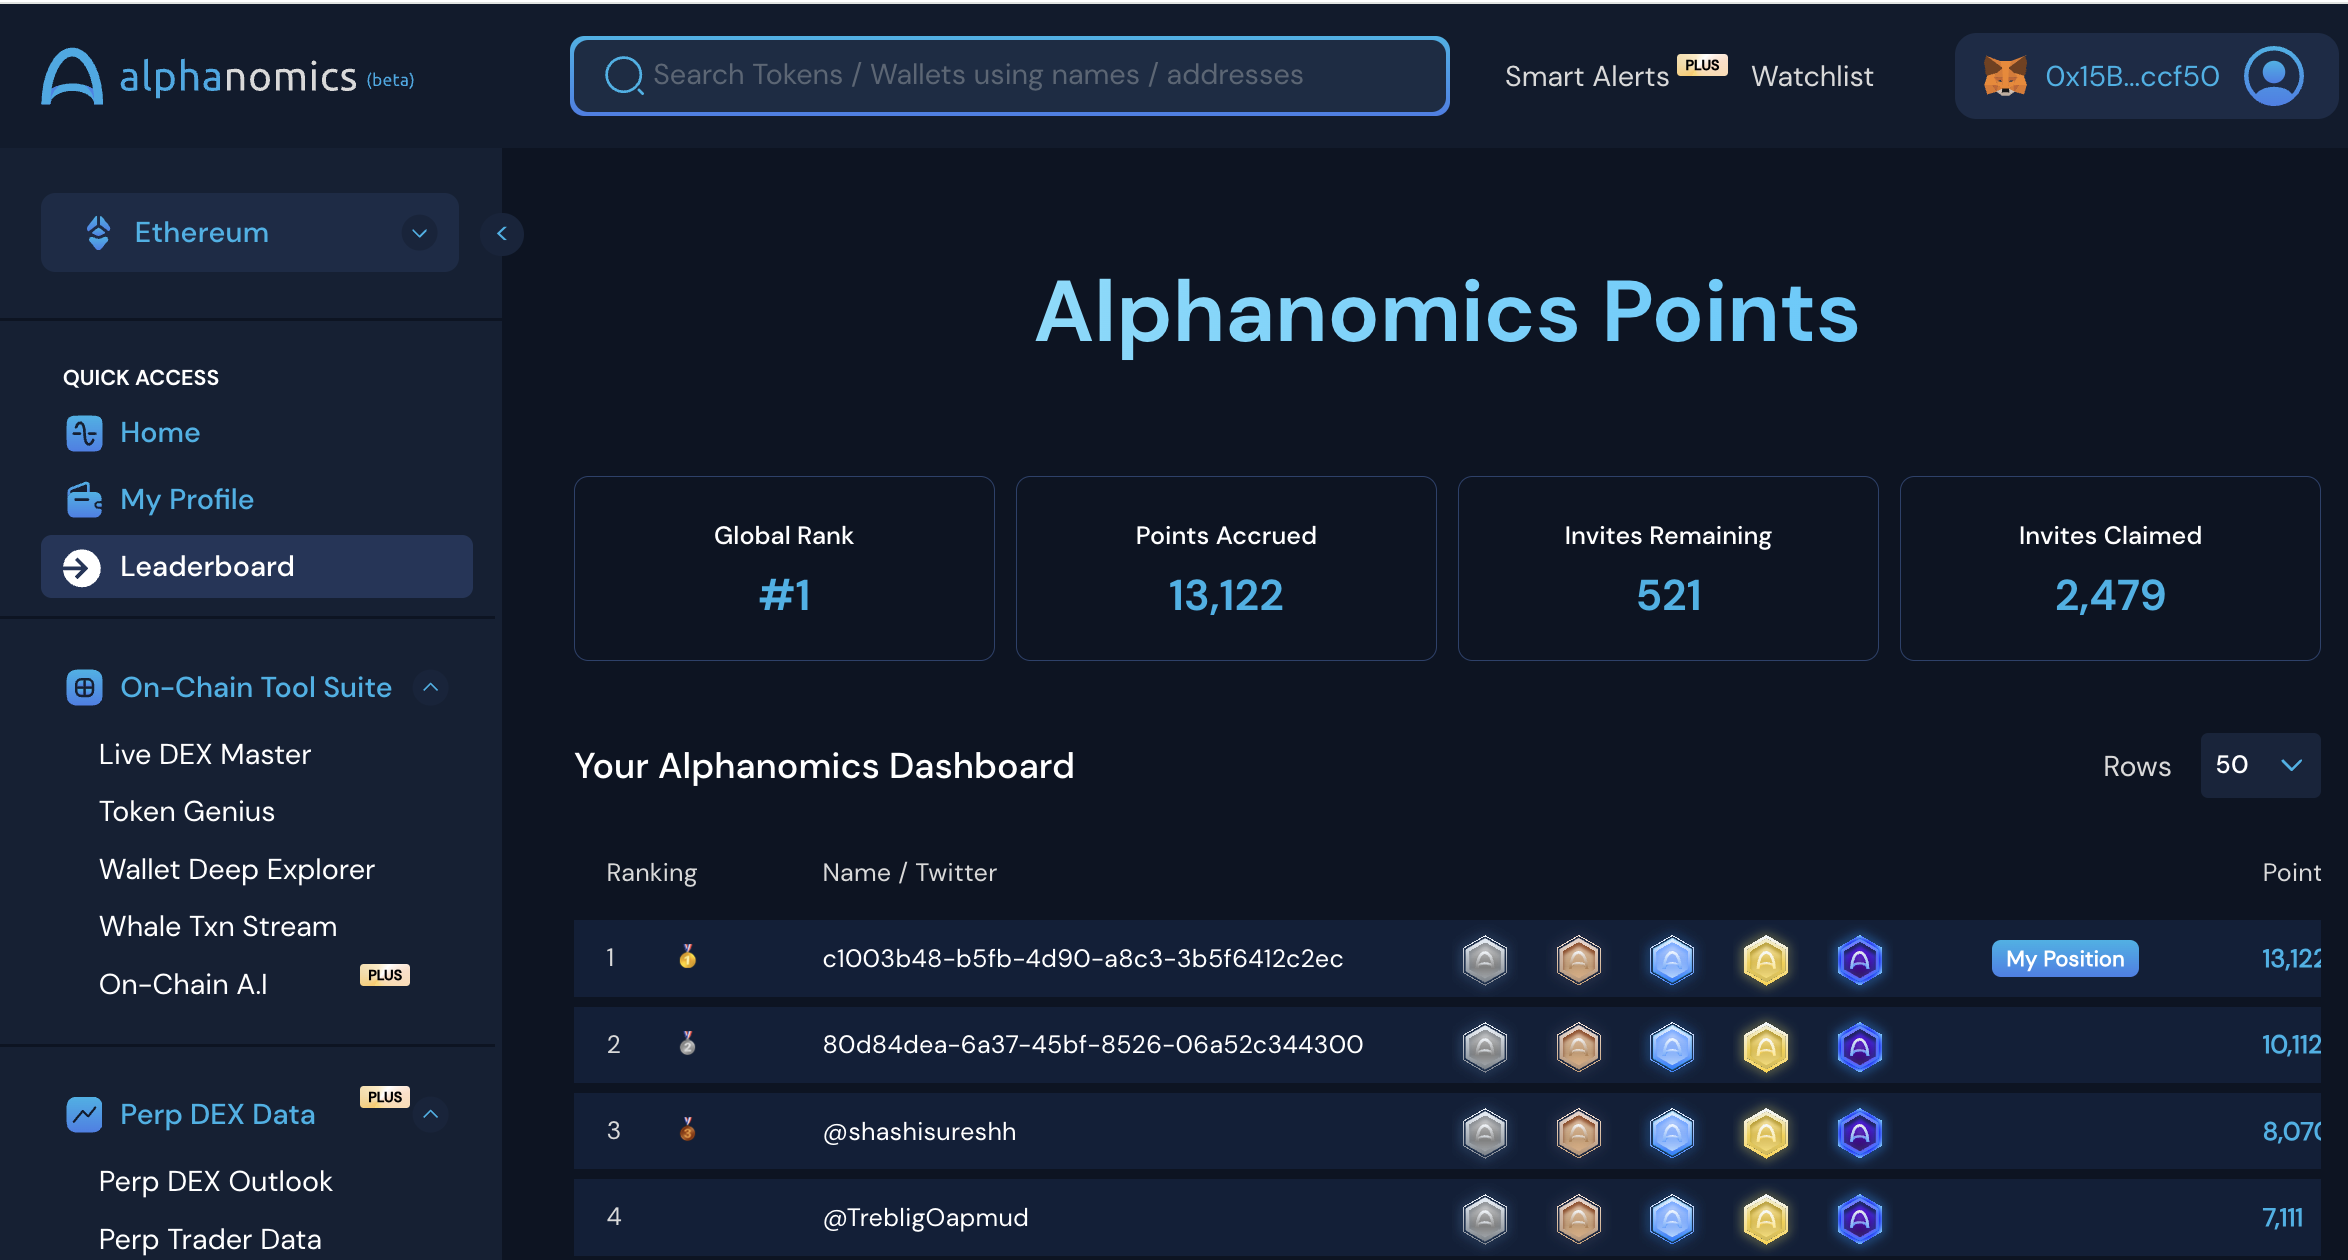 alphanomics (beta)
Search Tokens / Wallets using names / addresses
Smart Alerts PLUS
Watchlist
0x15B...ccf50
Ethereum
QUICK ACCESS
Home
My Profile
Leaderboard
On-Chain Tool Suite
Live DEX Master
Token Genius
Wallet Deep Explorer
Whale Txn Stream
On-Chain A.I PLUS
Perp DEX Data PLUS
Perp DEX Outlook
Perp Trader Data
Alphanomics Points
Global Rank
#1
Points Accrued
13,122
Invites Remaining
521
Invites Claimed
2,479
Your Alphanomics Dashboard
Rows 50
Ranking Name / Twitter Point
1 c1003b48-b5fb-4d90-a8c3-3b5f6412c2ec My Position 13,122
2 80d84dea-6a37-45bf-8526-06a52c344300 10,112
3 @shashisureshh 8,070
4 @TrebligOapmud 7,111